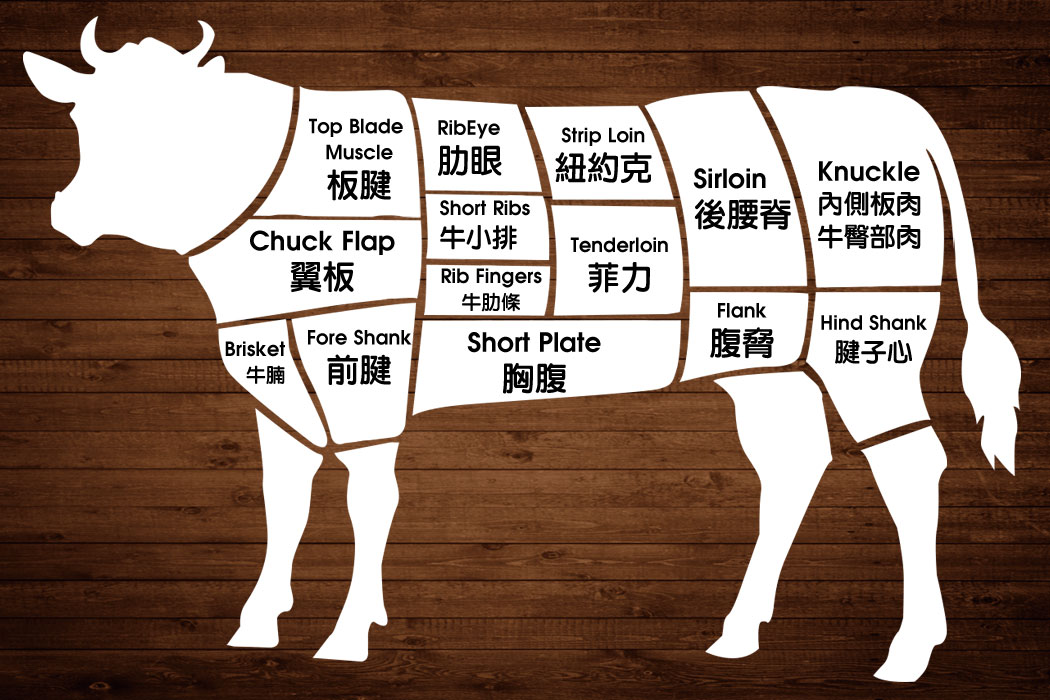 Top Blade
Muscle
板腱
RibEye
肋眼
Strip Loin
紐約克
Sirloin
後腰脊
Knuckle
內側板肉
牛臀部肉
Chuck Flap
翼板
Short Ribs
牛小排
Rib Fingers
牛肋條
Tenderloin
菲力
Brisket
牛腩
Fore Shank
前腱
Short Plate
胸腹
Flank
腹脅
Hind Shank
腱子心